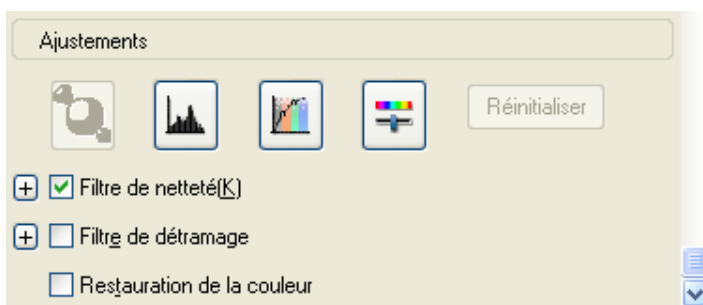 Ajustements
Réinitialiser
Filtre de netteté(K)
Filtre de détramage
Restauration de la couleur